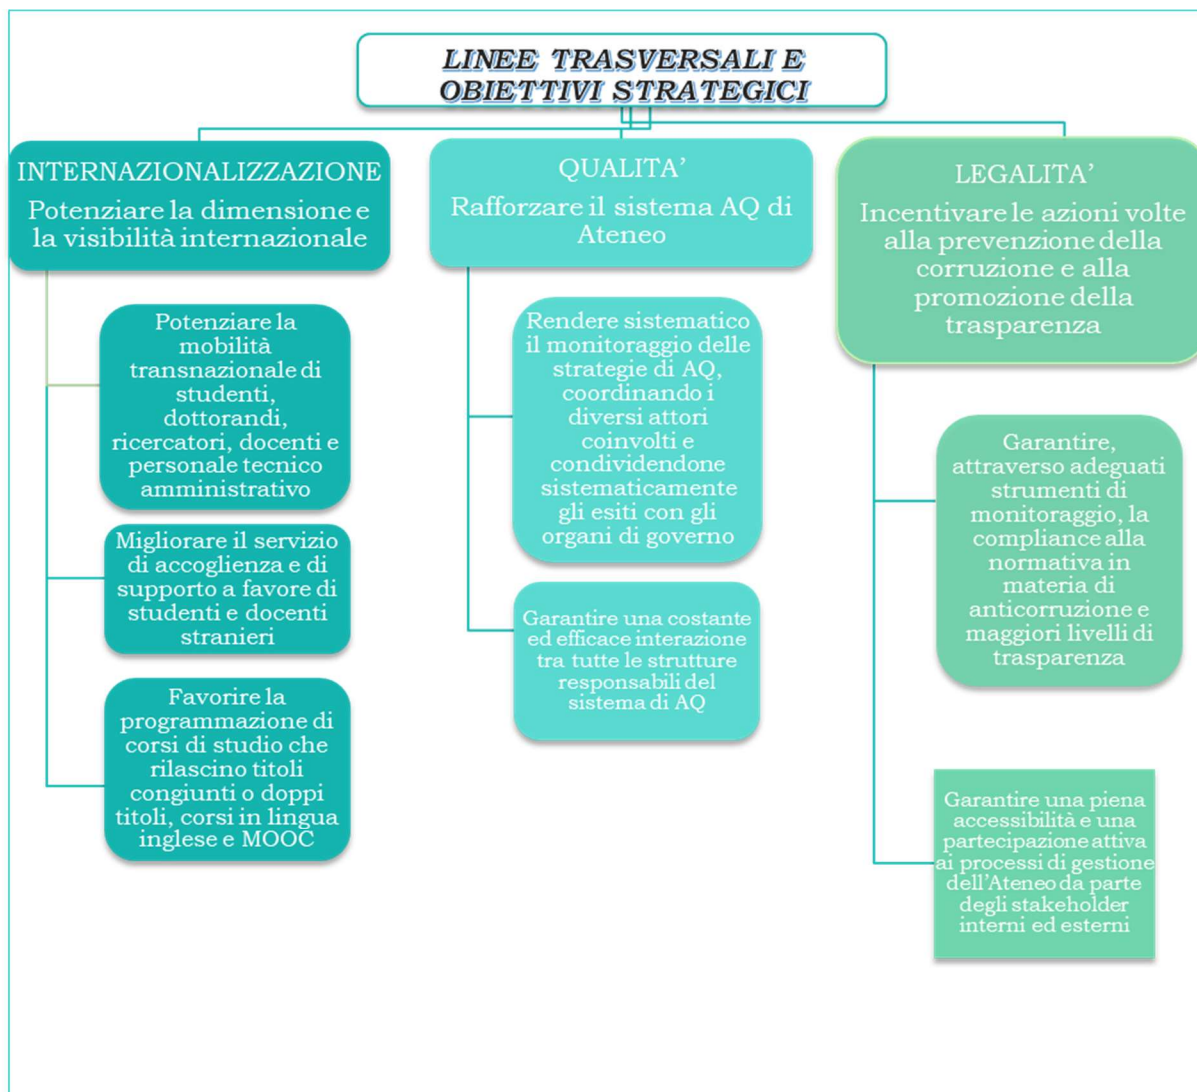 LINEE TRASVERSALI E
OBIETTIVI STRATEGICI
INTERNAZIONALIZZAZIONE
Potenziare la dimensione e
la visibilità internazionale
Potenziare la
mobilità
transnazionale di
studenti,
dottorandi,
ricercatori, docenti e
personale tecnico
amministrativo
Migliorare il servizio
di accoglienza e di
supporto a favore di
studenti e docenti
stranieri
Favorire la
programmazione di
corsi di studio che
rilascino titoli
congiunti o doppi
titoli, corsi in lingua
inglese e MOOC
QUALITA’
Rafforzare il sistema AQ di
Ateneo
Rendere sistematico
il monitoraggio delle
strategie di AQ,
coordinando i
diversi attori
coinvolti e
condividendone
sistematicamente
gli esiti con gli
organi di governo
Garantire una costante
ed efficace interazione
tra tutte le strutture
responsabili del
sistema di AQ
LEGALITA’
Incentivare le azioni volte
alla prevenzione della
corruzione e alla
promozione della
trasparenza
Garantire,
attraverso adeguati
strumenti di
monitoraggio, la
compliance alla
normativa in
materia di
anticorruzione e
maggiori livelli di
trasparenza
Garantire una piena
accessibilità e una
partecipazione attiva
ai processi di gestione
dell’Ateneo da parte
degli stakeholder
interni ed esterni